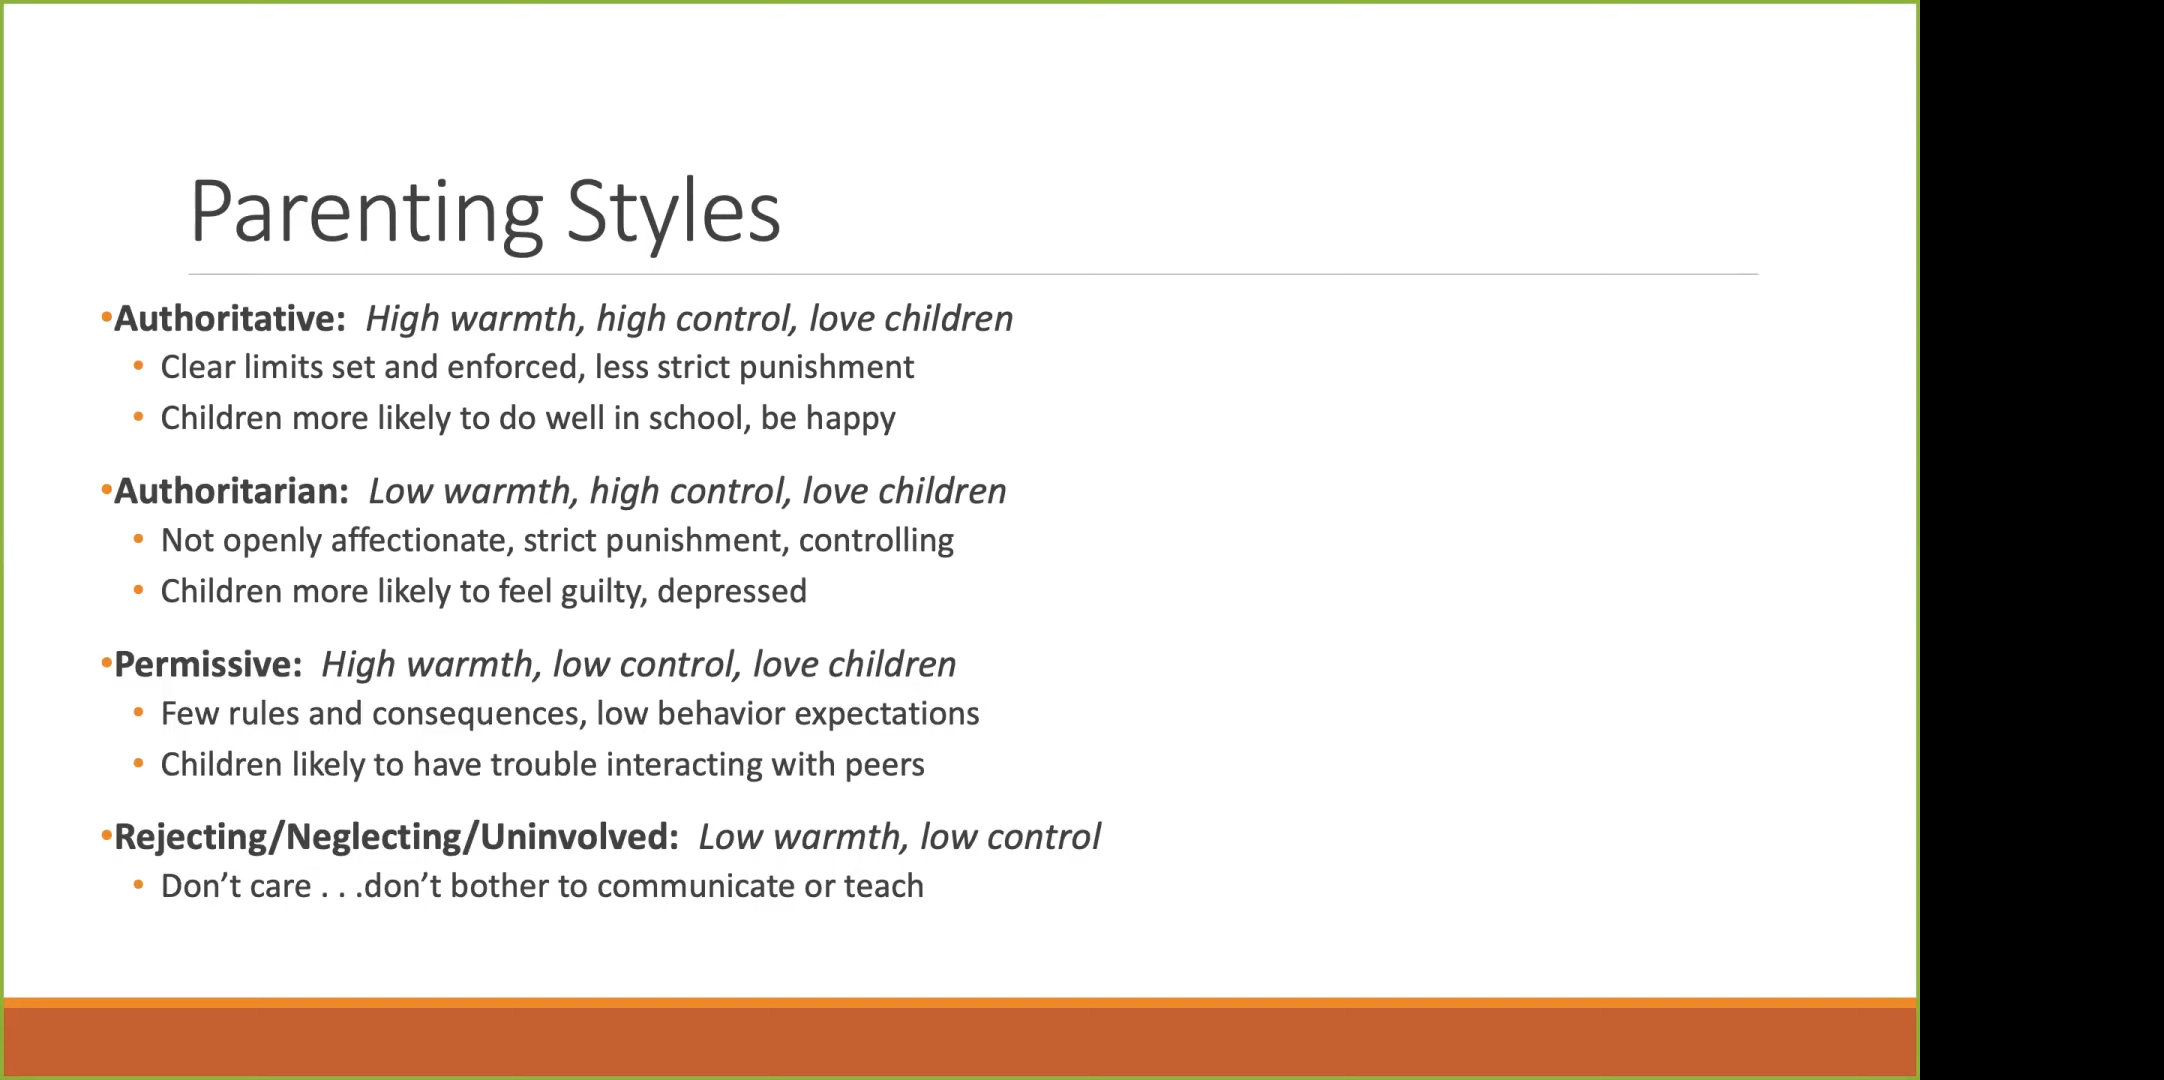 Parenting Styles
•Authoritative: High warmth, high control, love children
• Clear limits set and enforced, less strict punishment
• Children more likely to do well in school, be happy
•Authoritarian: Low warmth, high control, love children
• Not openly affectionate, strict punishment, controlling
• Children more likely to feel guilty, depressed
•Permissive: High warmth, low control, love children
• Few rules and consequences, low behavior expectations
• Children likely to have trouble interacting with peers
•Rejecting/Neglecting/Uninvolved: Low warmth, low control
• Don’t care . . .don’t bother to communicate or teach